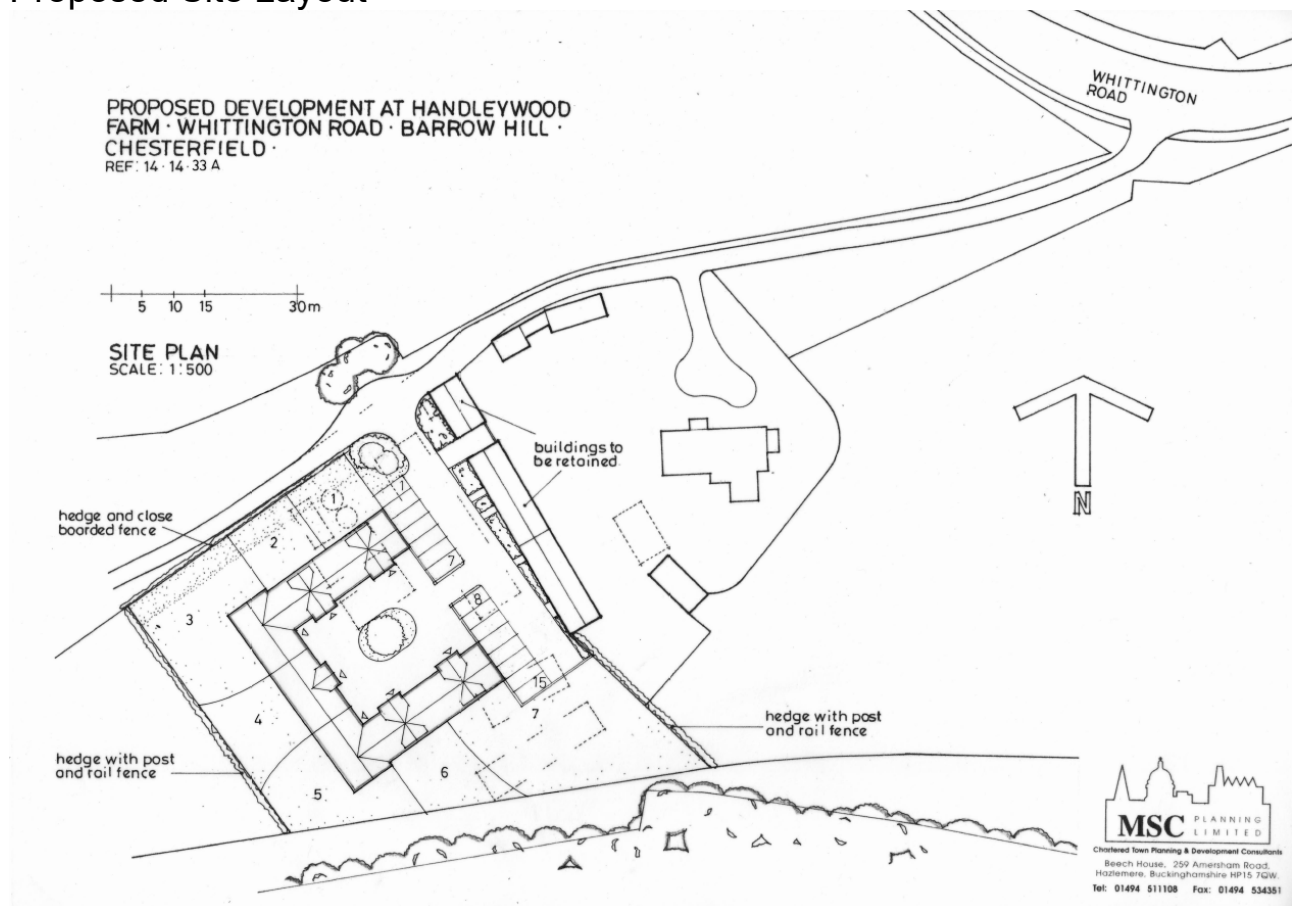 Proposed Site Layout
PROPOSED DEVELOPMENT AT HANDLEYWOOD
FARM · WHITTINGTON ROAD · BARROW HILL ·
CHESTERFIELD ·
REF: 14 · 14 · 33 A
WHITTINGTON
ROAD
5 10 15 30m
SITE PLAN
SCALE: 1:500
buildings to
be retained
N
hedge and close
boarded fence
1
1
2
7
3
8
4
15
7
6
5
hedge with post
and rail fence
hedge with post
and rail fence
MSC PLANNING
LIMITED
Chartered Town Planning & Development Consultants
Beech House, 259 Amersham Road,
Hazlemere, Buckinghamshire HP15 7QW.
Tel: 01494 511108 Fax: 01494 534351